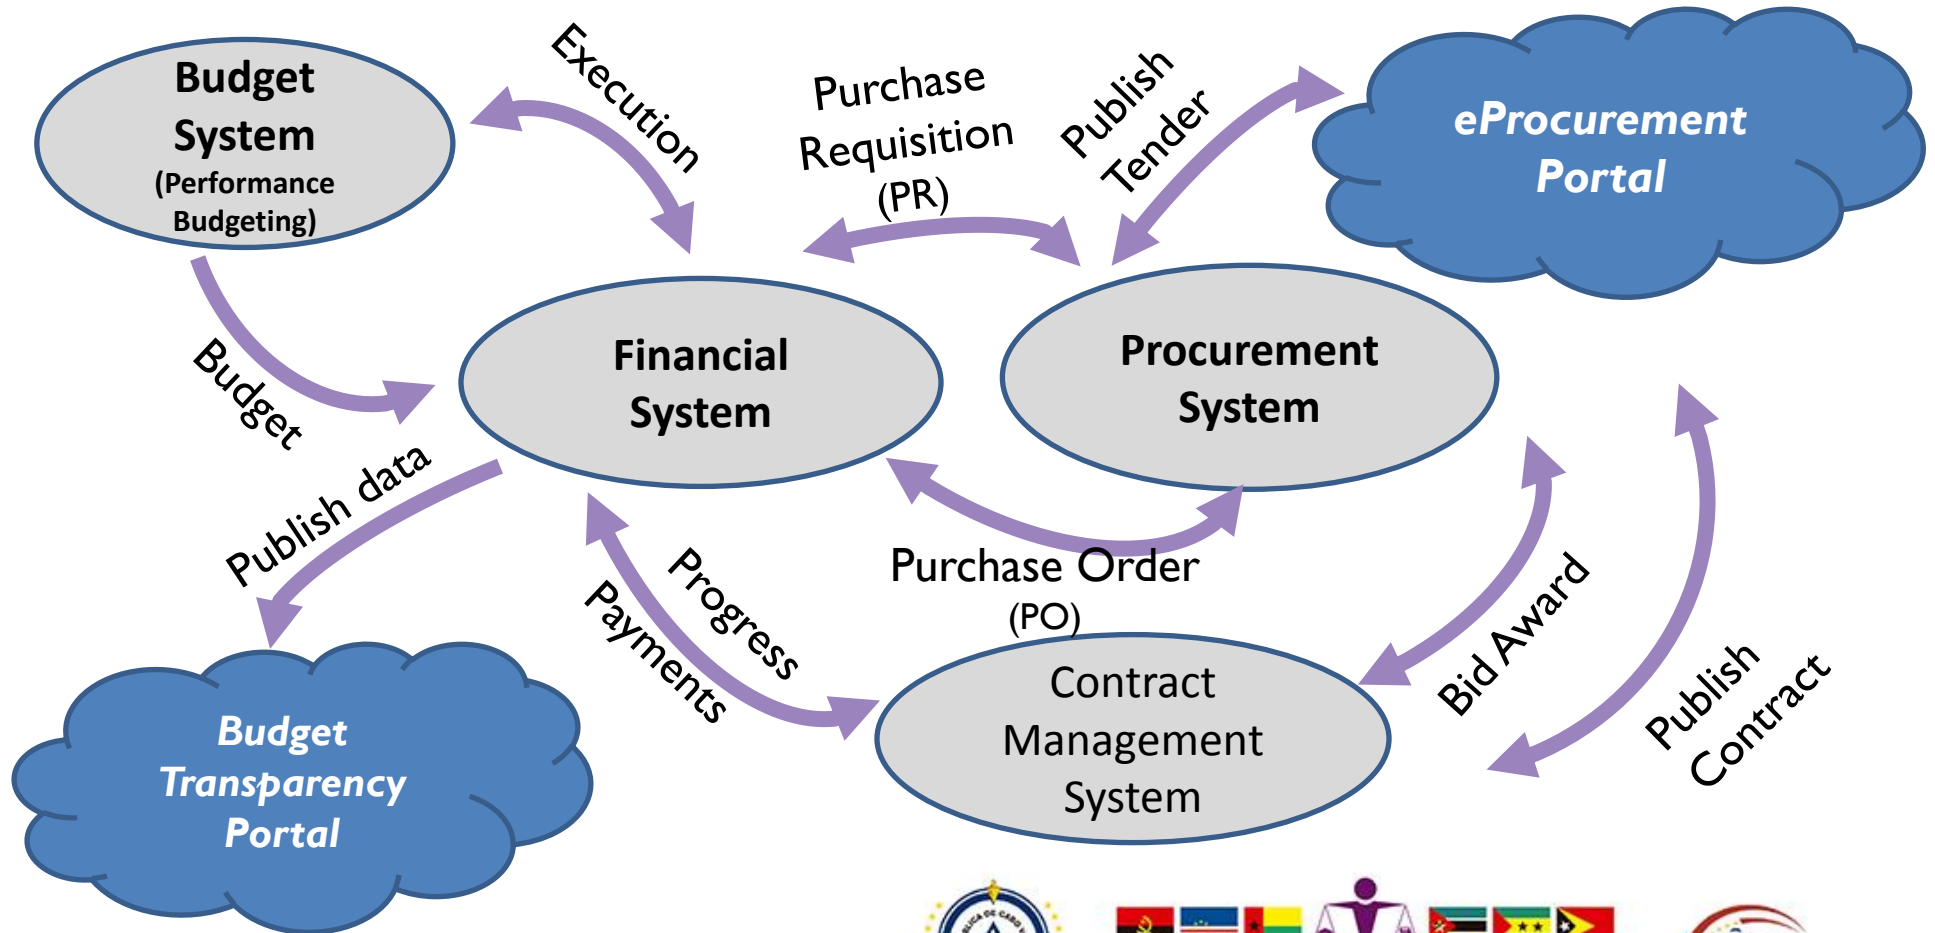 Budget
System
(Performance
Budgeting)
Execution
Purchase
Requisition
(PR)
Publish
Tender
eProcurement
Portal
Financial
System
Procurement
System
Budget
Publish data
Progress
Payments
Purchase Order
(PO)
Bid Award
Publish
Contract
Contract
Management
System
Budget
Transparency
Portal